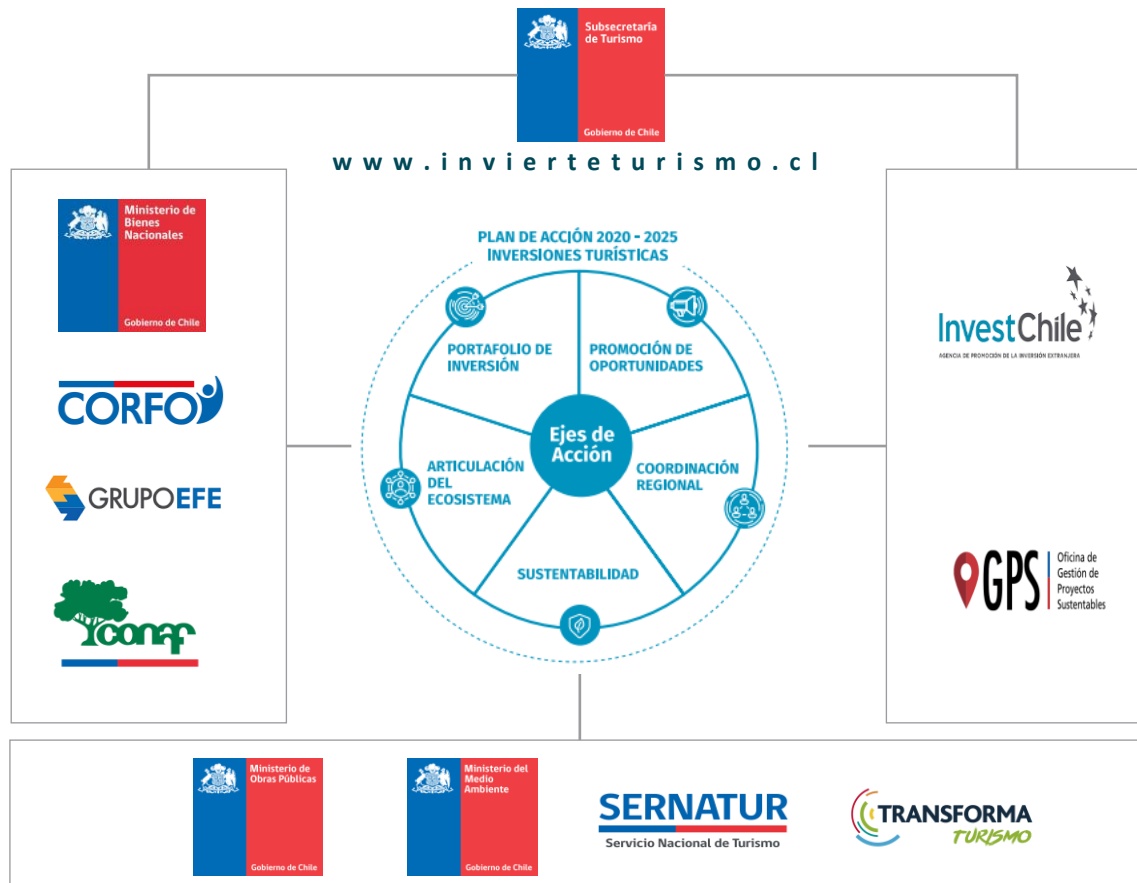 Subsecretaría
de Turismo
Gobierno de Chile
www.invierteturismo.cl
Ministerio de
Bienes
Nacionales
Gobierno de Chile
CORFO
GRUPOEFE
conaf
PLAN DE ACCIÓN 2020 - 2025
INVERSIONES TURÍSTICAS
PORTAFOLIO DE
INVERSIÓN
PROMOCIÓN DE
OPORTUNIDADES
Ejes de
Acción
ARTICULACIÓN
DEL
ECOSISTEMA
COORDINACIÓN
REGIONAL
SUSTENTABILIDAD
InvestChile
AGENCIA DE PROMOCIÓN DE LA INVERSIÓN EXTRANJERA
GPS
Oficina de
Gestión de
Proyectos
Sustentables
Ministerio de
Obras Públicas
Gobierno de Chile
Ministerio del
Medio
Ambiente
Gobierno de Chile
SERNATUR
Servicio Nacional de Turismo
TRANSFORMA
TURISMO